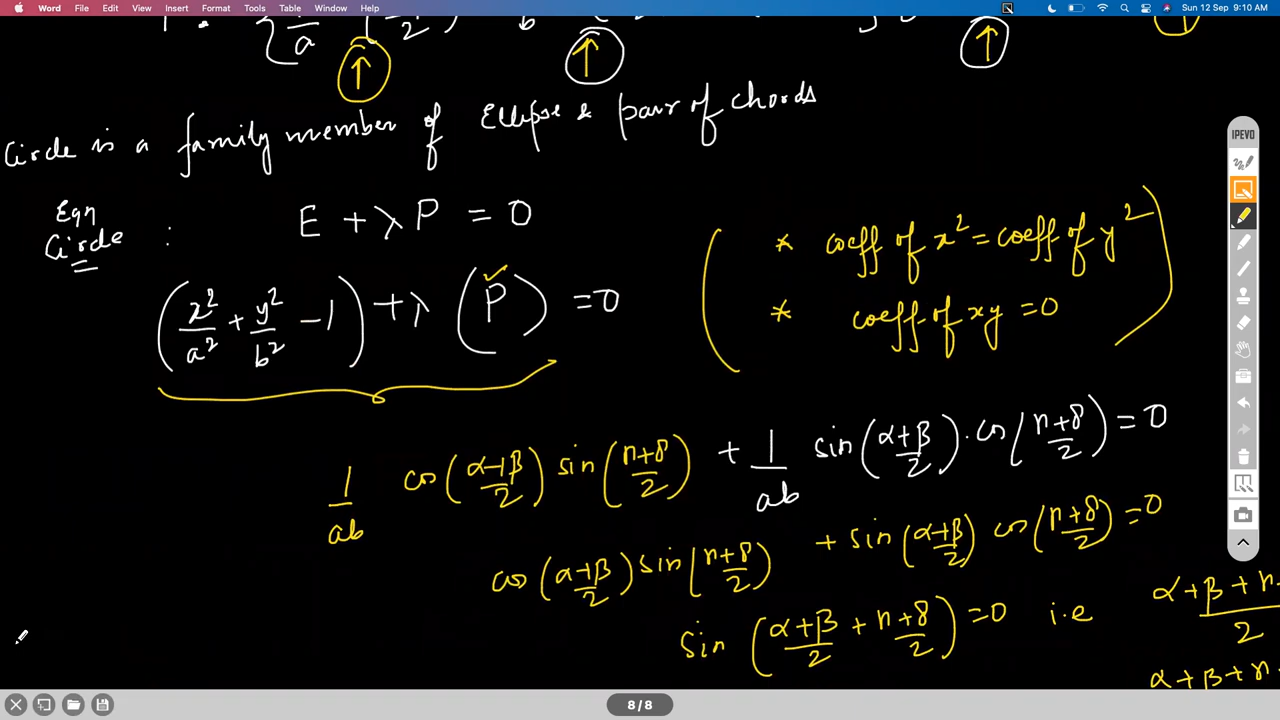 Word File Edit View Insert Format Tools Table Window Help Sun 12 Sep 9:10 AM
a 2 b
Circle is a family member of Ellipse & pair of chords
Eqn
Circle : E + λP = 0
(x²/a² + y²/b² - 1) + λ(P) = 0
* coeff of x² = coeff of y²
* coeff of xy = 0
IPEVO
1/ab cos((α+β)/2) sin((n+δ)/2) + 1/ab sin((α+β)/2) . cos((n+δ)/2) = 0
cos((α+β)/2) sin((n+δ)/2) + sin((α+β)/2) cos((n+δ)/2) = 0
sin((α+β)/2 + (n+δ)/2) = 0 i.e
α+β+n
2
α+β+n
8/8